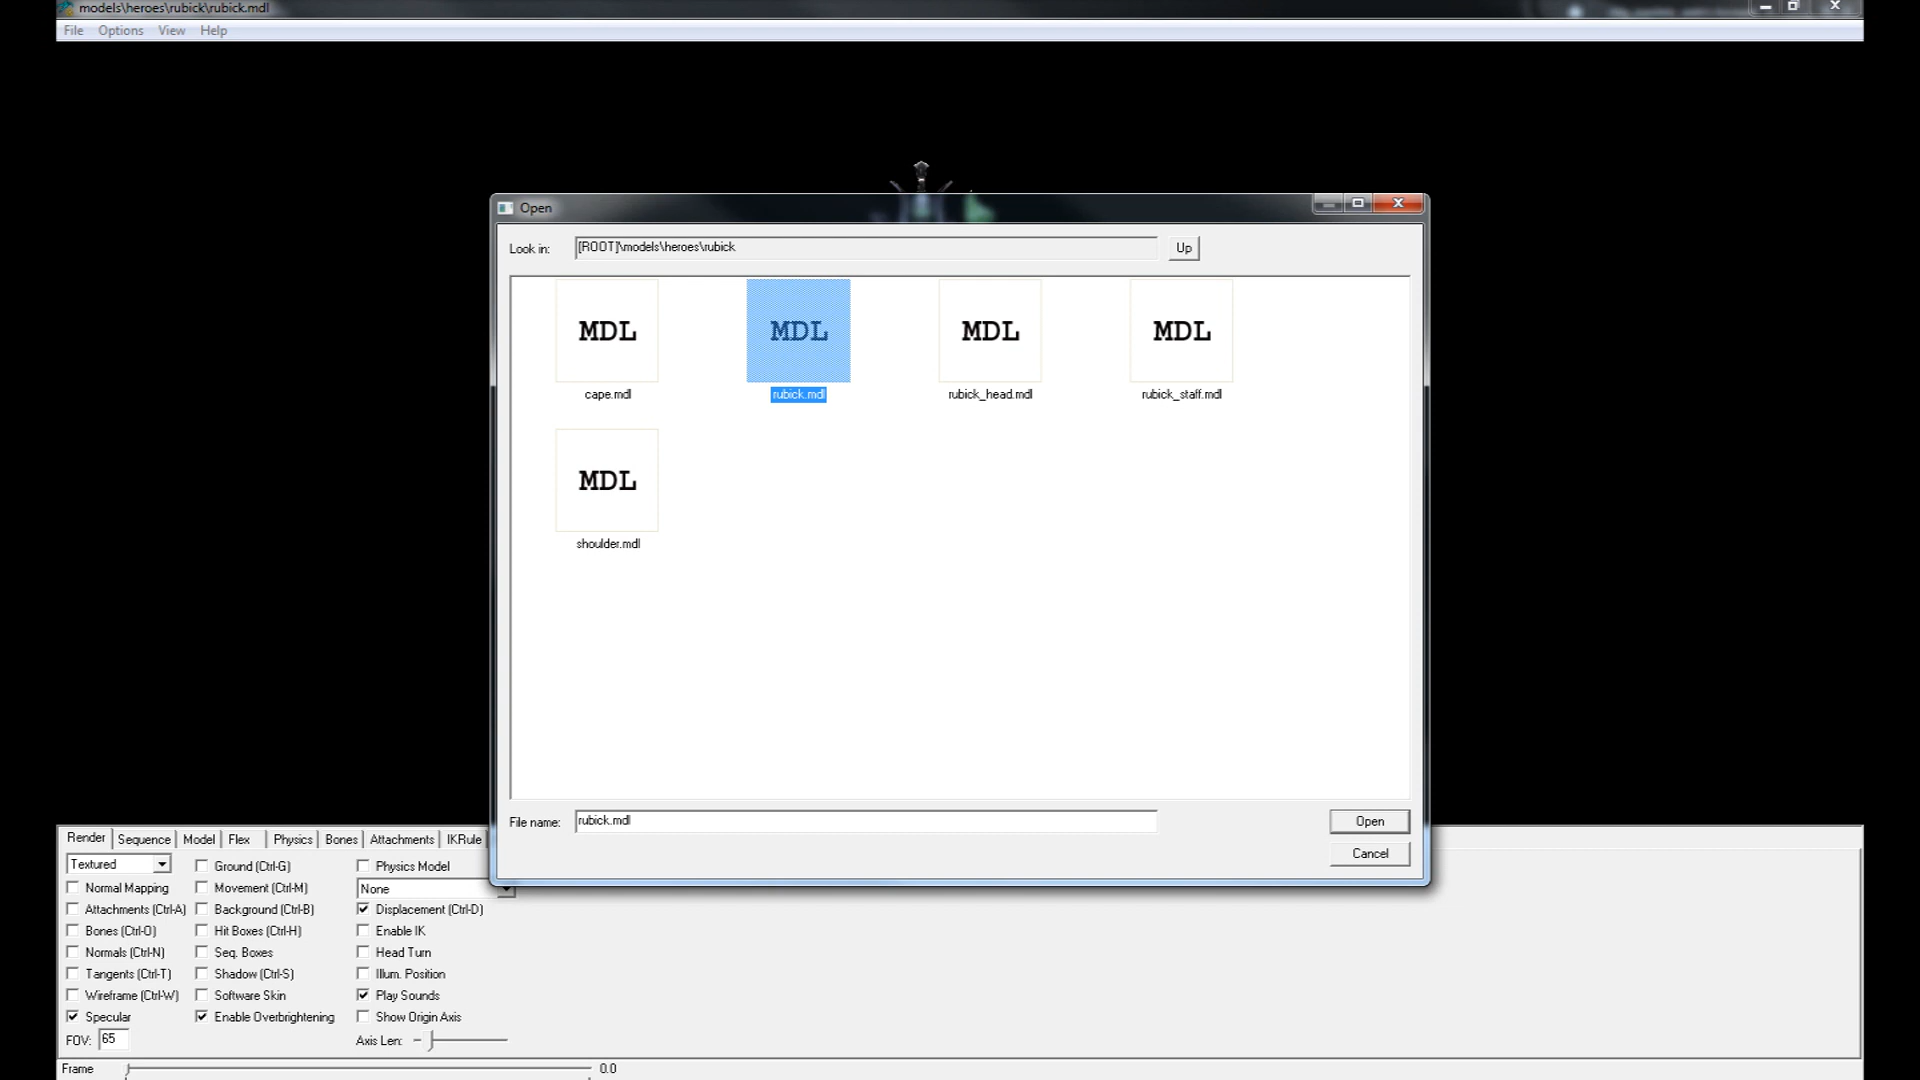 models\heroes\rubick\rubick.mdl
File Options View Help
Open
Look in: [ROOT]\models\heroes\rubick Up
MDL MDL MDL MDL
cape.mdl rubick.mdl rubick_head.mdl rubick_staff.mdl
MDL
shoulder.mdl
File name: rubick.mdl Open
Cancel
Render Sequence Model Flex Physics Bones Attachments IKRule
Textured Ground (Ctrl-G) Physics Model
Normal Mapping Movement (Ctrl-M) None
Attachments (Ctrl-A) Background (Ctrl-B) Displacement (Ctrl-D)
Bones (Ctrl-O) Hit Boxes (Ctrl-H) Enable IK
Normals (Ctrl-N) Seq. Boxes Head Turn
Tangents (Ctrl-T) Shadow (Ctrl-S) Illum. Position
Wireframe (Ctrl-W) Software Skin Play Sounds
Specular Enable Overbrightening Show Origin Axis
FOV: 65 Axis Len:
Frame 0.0